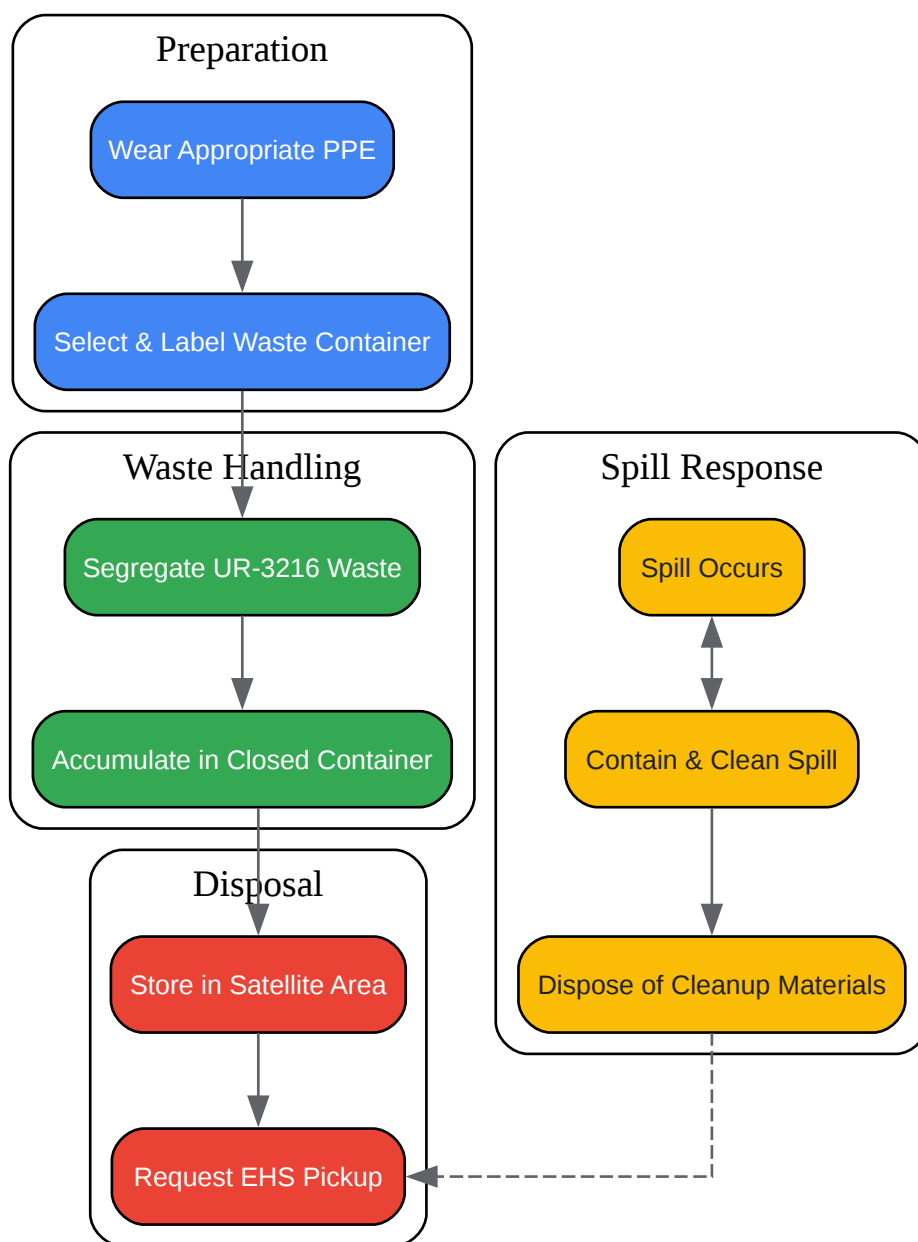 Preparation
Wear Appropriate PPE
Select & Label Waste Container
Waste Handling
Segregate UR-3216 Waste
Accumulate in Closed Container
Disposal
Store in Satellite Area
Request EHS Pickup
Spill Response
Spill Occurs
Contain & Clean Spill
Dispose of Cleanup Materials